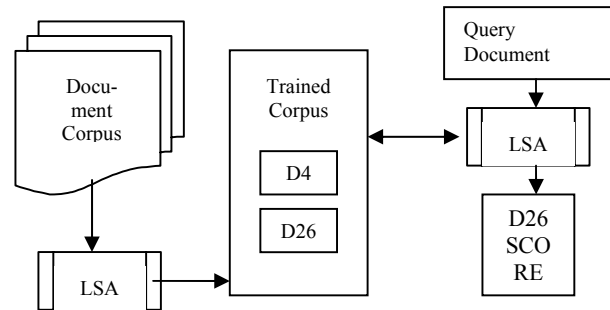 Docu-
ment
Corpus
LSA
Trained
Corpus
D4
D26
Query
Document
LSA
D26
SCO
RE